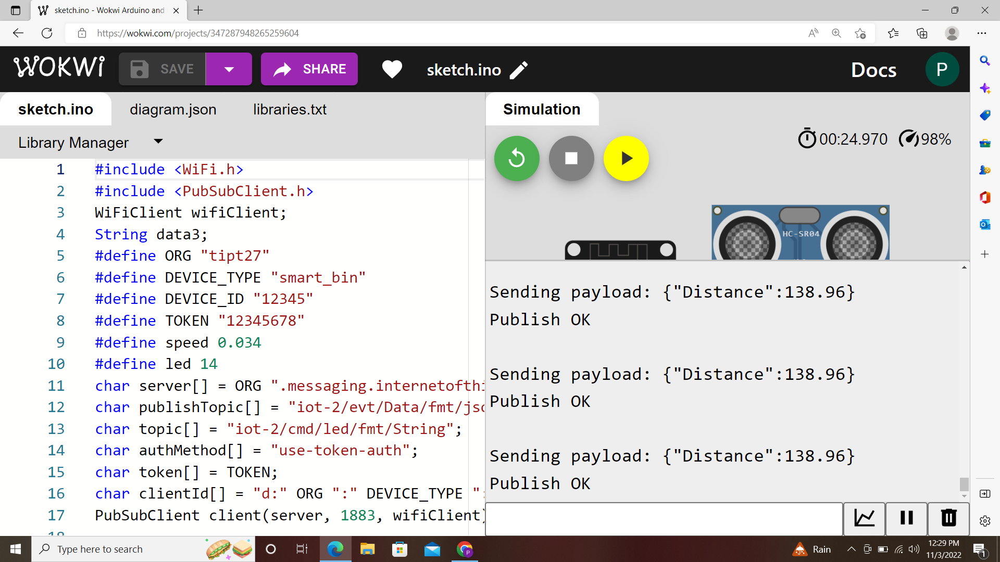 sketch.ino - Wokwi Arduino and
https://wokwi.com/projects/347287948265259604
WOKWi
SAVE
SHARE
sketch.ino
Docs
P
sketch.ino
diagram.json
libraries.txt
Simulation
Library Manager
00:24.970
98%
1 #include <WiFi.h>
2 #include <PubSubClient.h>
3 WiFiClient wifiClient;
4 String data3;
5 #define ORG "tipt27"
6 #define DEVICE_TYPE "smart_bin"
7 #define DEVICE_ID "12345"
8 #define TOKEN "12345678"
9 #define speed 0.034
10 #define led 14
11 char server[] = ORG ".messaging.internetofthi
12 char publishTopic[] = "iot-2/evt/Data/fmt/jso
13 char topic[] = "iot-2/cmd/led/fmt/String";
14 char authMethod[] = "use-token-auth";
15 char token[] = TOKEN;
16 char clientId[] = "d:" ORG ":" DEVICE_TYPE ":
17 PubSubClient client(server, 1883, wifiClient)
18
HC-SR04
Sending payload: {"Distance":138.96}
Publish OK
Sending payload: {"Distance":138.96}
Publish OK
Sending payload: {"Distance":138.96}
Publish OK
Type here to search
P
Rain
12:29 PM
11/3/2022
1